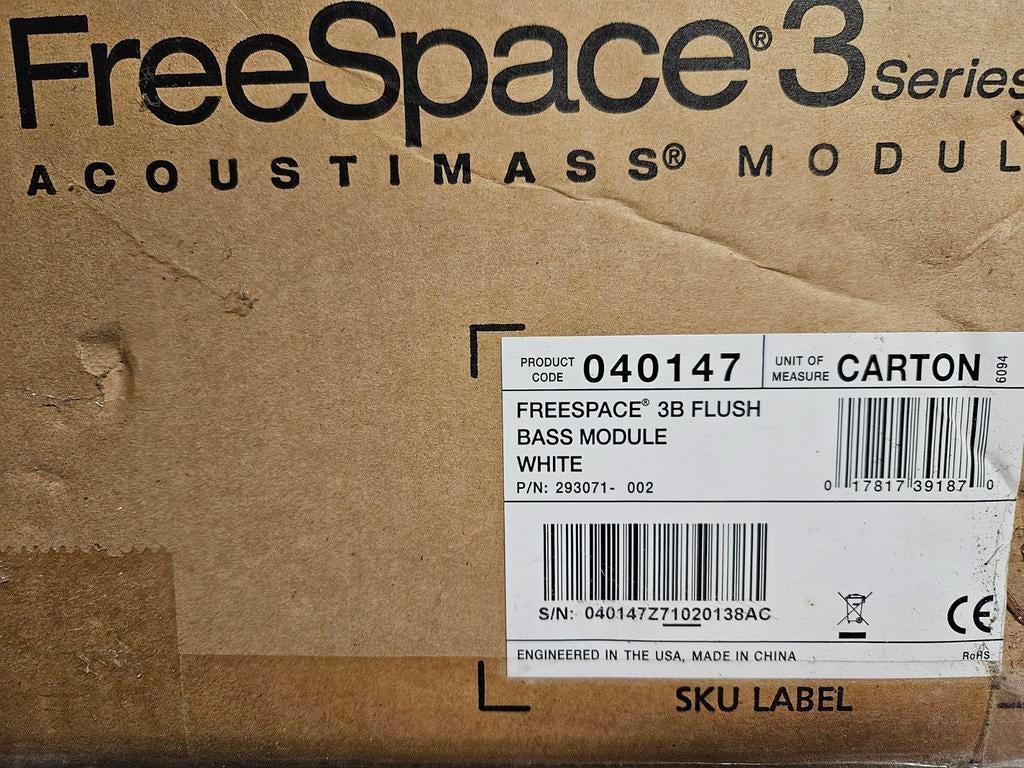 FreeSpace® 3 Series
ACOUSTIMASS® MODUL
PRODUCT CODE 040147
UNIT OF MEASURE CARTON
6094
FREESPACE® 3B FLUSH
BASS MODULE
WHITE
P/N: 293071- 002
0 17817 39187 0
S/N: 040147Z71020138AC
CE
ENGINEERED IN THE USA, MADE IN CHINA
RoHS
SKU LABEL